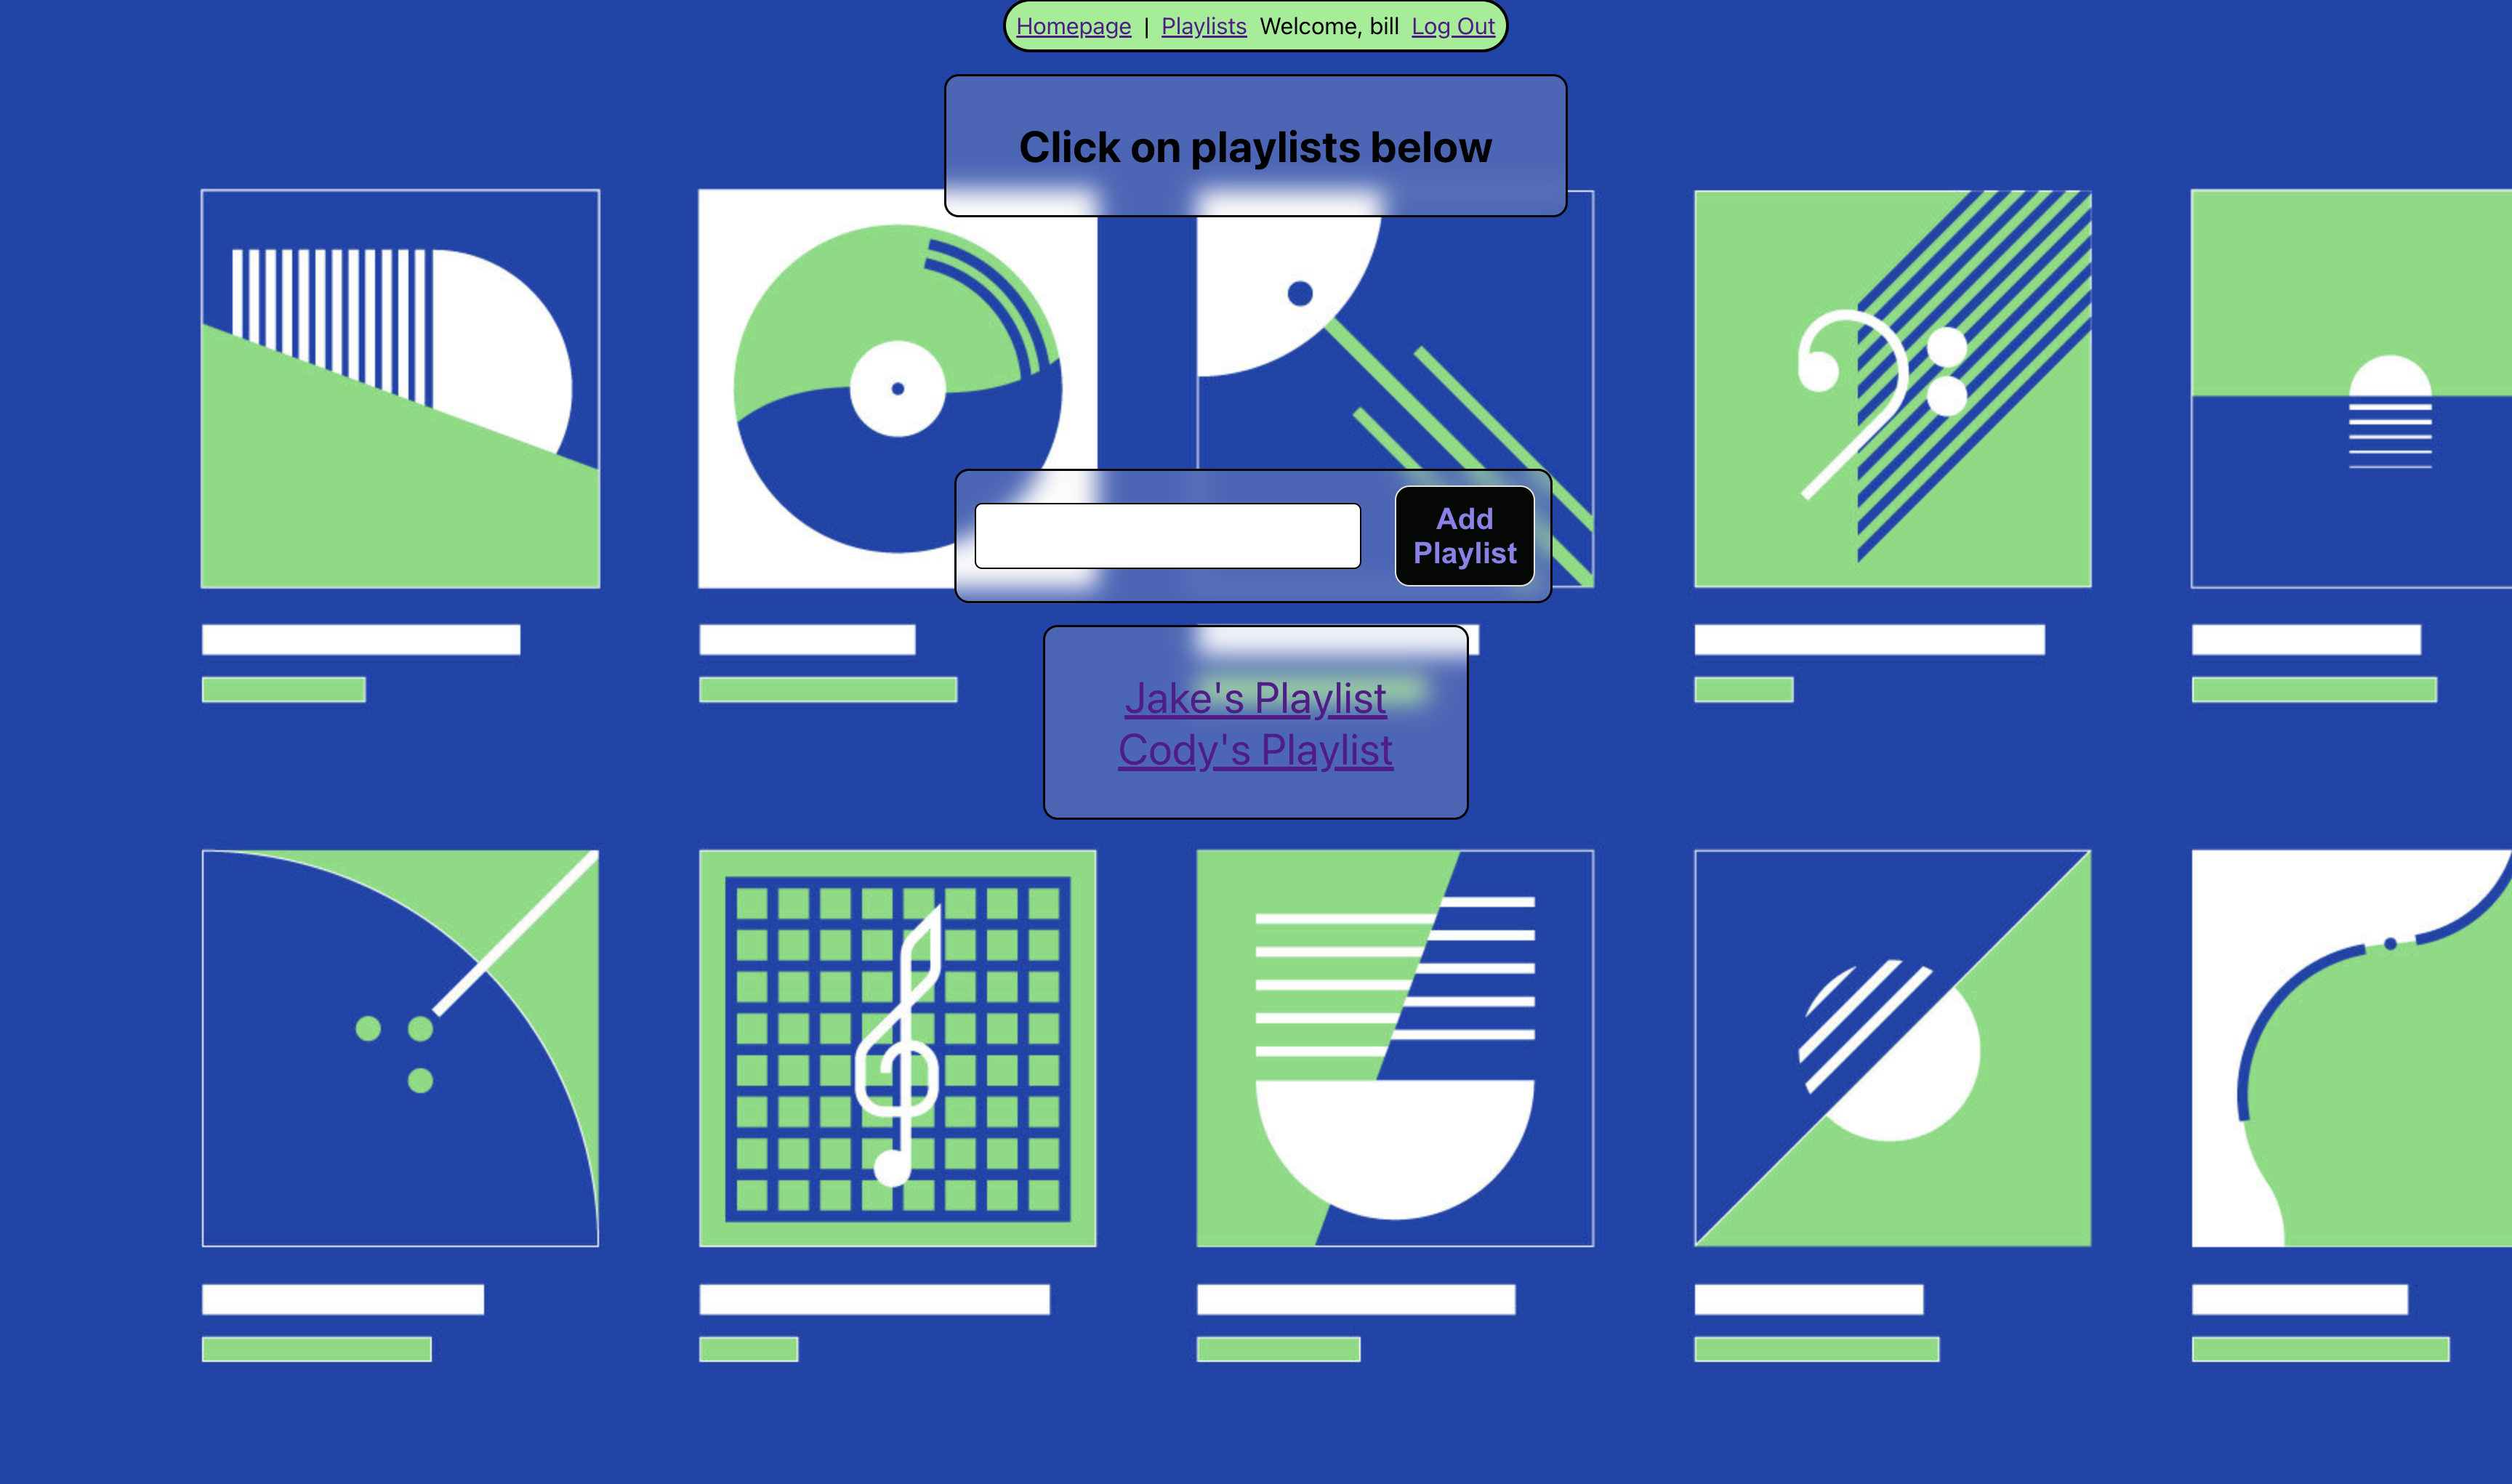 Homepage | Playlists Welcome, bill Log Out
Click on playlists below
Add
Playlist
Jake's Playlist
Cody's Playlist